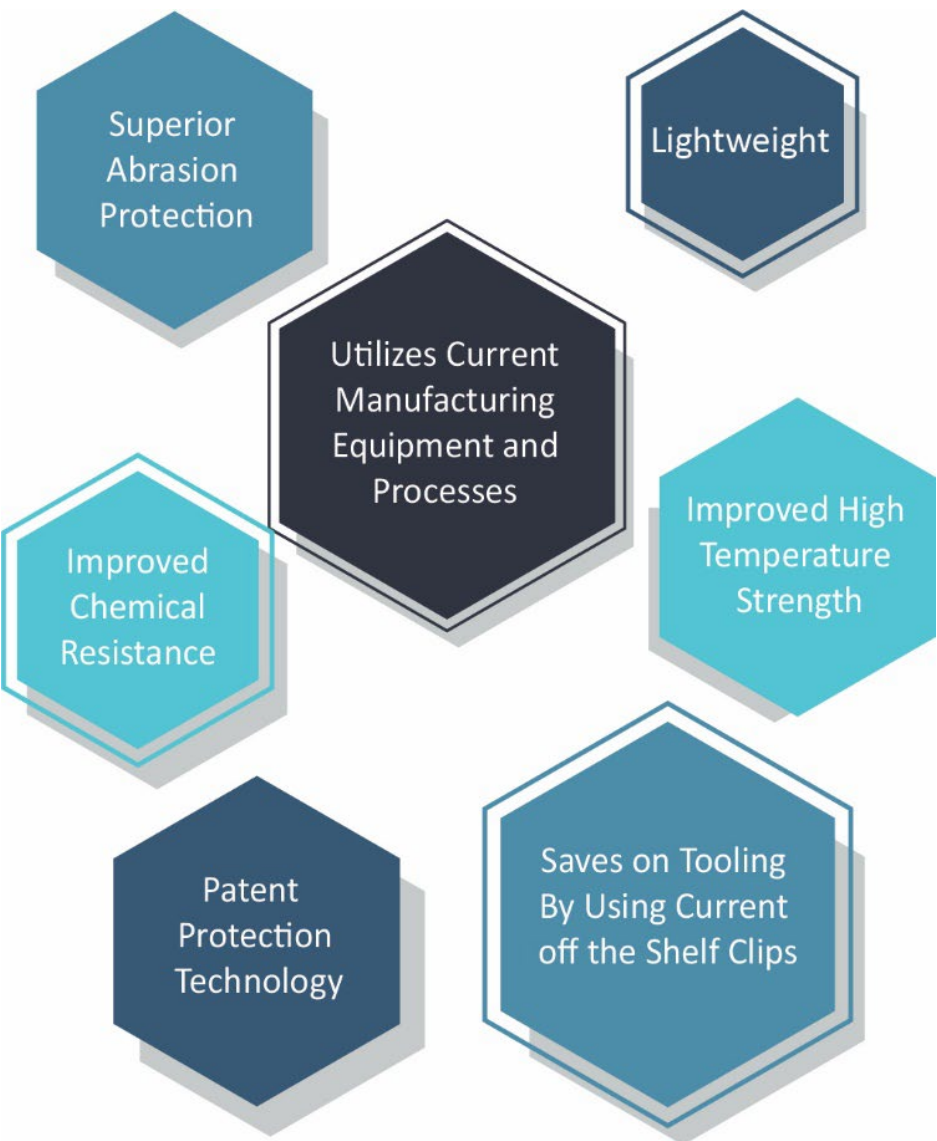 Superior
Abrasion
Protection
Lightweight
Utilizes Current
Manufacturing
Equipment and
Processes
Improved High
Temperature
Strength
Improved
Chemical
Resistance
Patent
Protection
Technology
Saves on Tooling
By Using Current
off the Shelf Clips